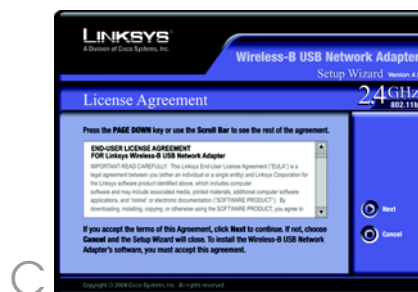 LINKSYS
A Division of Cisco Systems, Inc.
Wireless-B USB Network Adapter
Setup Wizard Version 4.
License Agreement
2.4GHz
802.11b
Press the PAGE DOWN key or use the Scroll Bar to see the rest of the agreement.
END-USER LICENSE AGREEMENT
FOR Linksys Wireless-B USB Network Adapter
IMPORTANT-READ CAREFULLY. This Linksys End-User License Agreement ("EULA") is a
legal agreement between you (either an individual or a single entity) and Linksys Corporation for
the Linksys software product identified above, which includes computer
software and may include associated media, printed materials, additional computer software
applications, and "online" or electronic documentation ("SOFTWARE PRODUCT"). By
downloading, installing, copying, or otherwise using the SOFTWARE PRODUCT, you agree to
If you accept the terms of this Agreement, click Next to continue. If not, choose
Cancel and the Setup Wizard will close. To install the Wireless-B USB Network
Adapter's software, you must accept this agreement.
Next
Cancel
Copyright © 2004 Cisco Systems, Inc. All rights reserved.
C